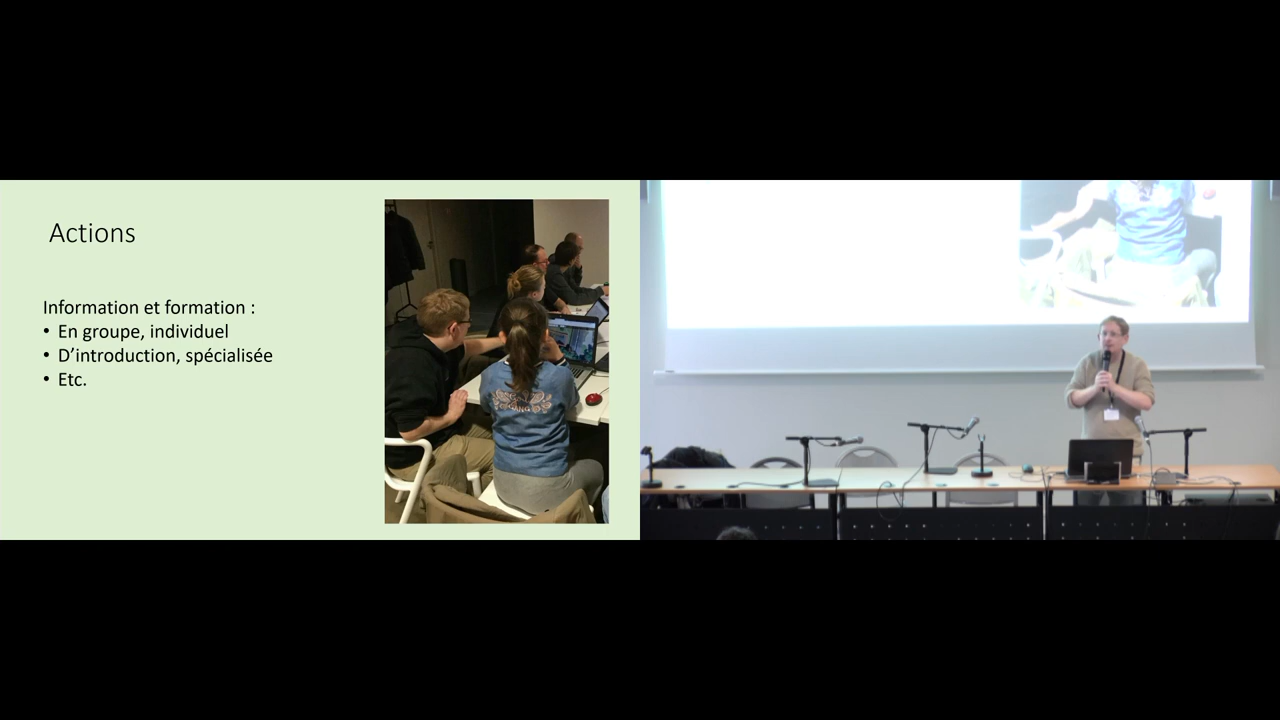 Actions
Information et formation :
• En groupe, individuel
• D’introduction, spécialisée
• Etc.